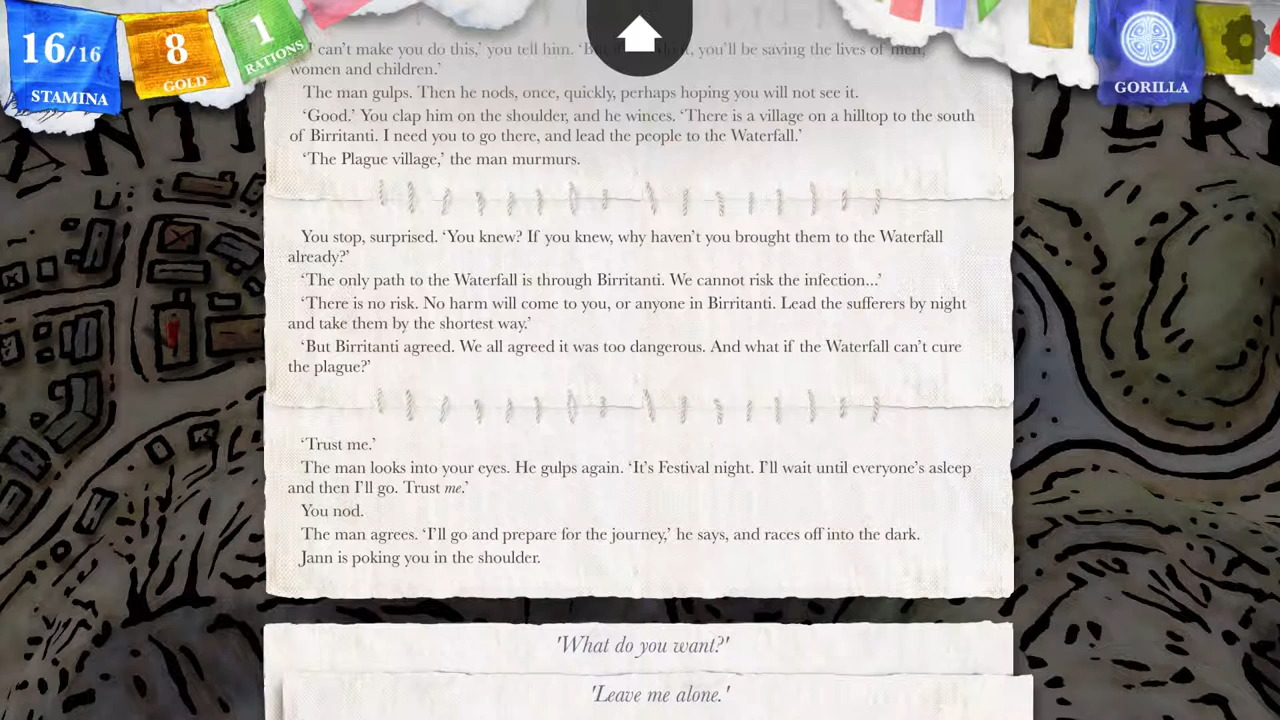 16/16
STAMINA
8
GOLD
1
RATIONS
GORILLA
can't make you do this,' you tell him. 'But it, you'll be saving the lives of men,
women and children.'
The man gulps. Then he nods, once, quickly, perhaps hoping you will not see it.
'Good.' You clap him on the shoulder, and he winces. 'There is a village on a hilltop to the south
of Birritanti. I need you to go there, and lead the people to the Waterfall.'
'The Plague village,' the man murmurs.
You stop, surprised. 'You knew? If you knew, why haven't you brought them to the Waterfall
already?'
'The only path to the Waterfall is through Birritanti. We cannot risk the infection...'
'There is no risk. No harm will come to you, or anyone in Birritanti. Lead the sufferers by night
and take them by the shortest way.'
'But Birritanti agreed. We all agreed it was too dangerous. And what if the Waterfall can't cure
the plague?'
'Trust me.'
The man looks into your eyes. He gulps again. 'It's Festival night. I'll wait until everyone's asleep
and then I'll go. Trust me.'
You nod.
The man agrees. 'I'll go and prepare for the journey,' he says, and races off into the dark.
Jann is poking you in the shoulder.
'What do you want?'
'Leave me alone.'